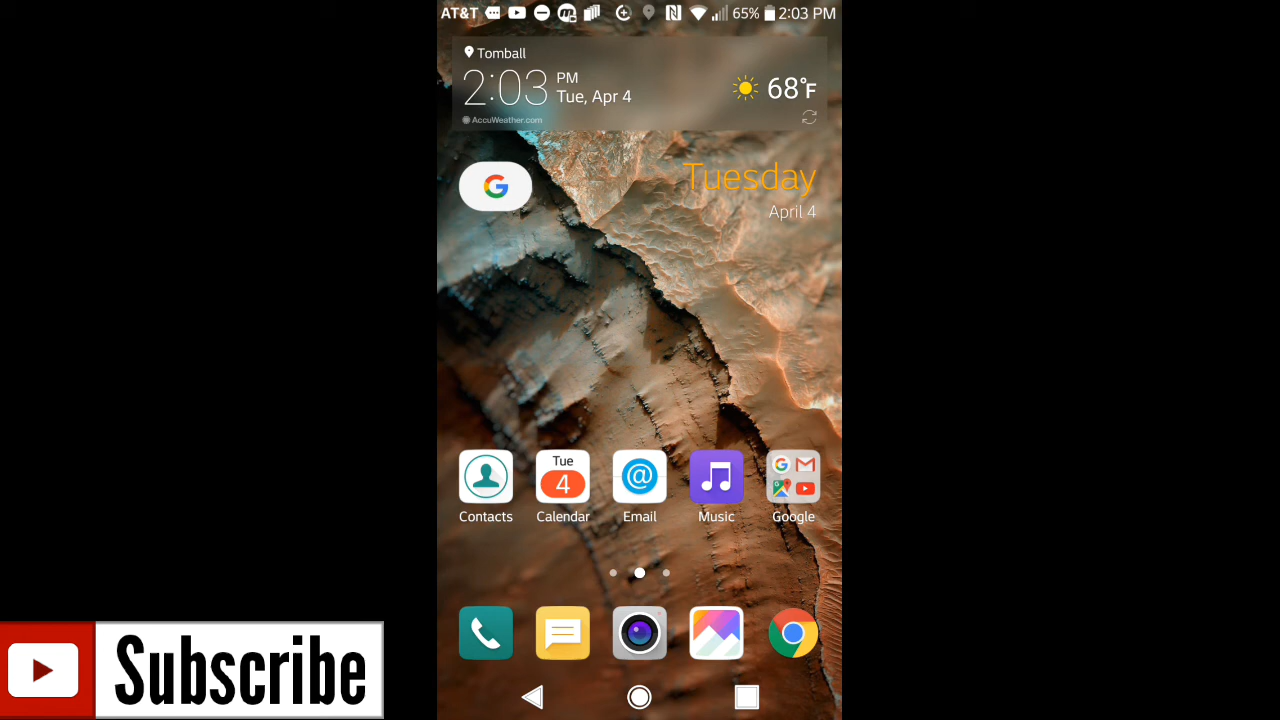 AT&T 65% 2:03 PM
Tomball
2:03 PM
Tue, Apr 4
68°F
AccuWeather.com
G
Tuesday
April 4
Tue
4
@
G
Contacts Calendar Email Music Google
Subscribe